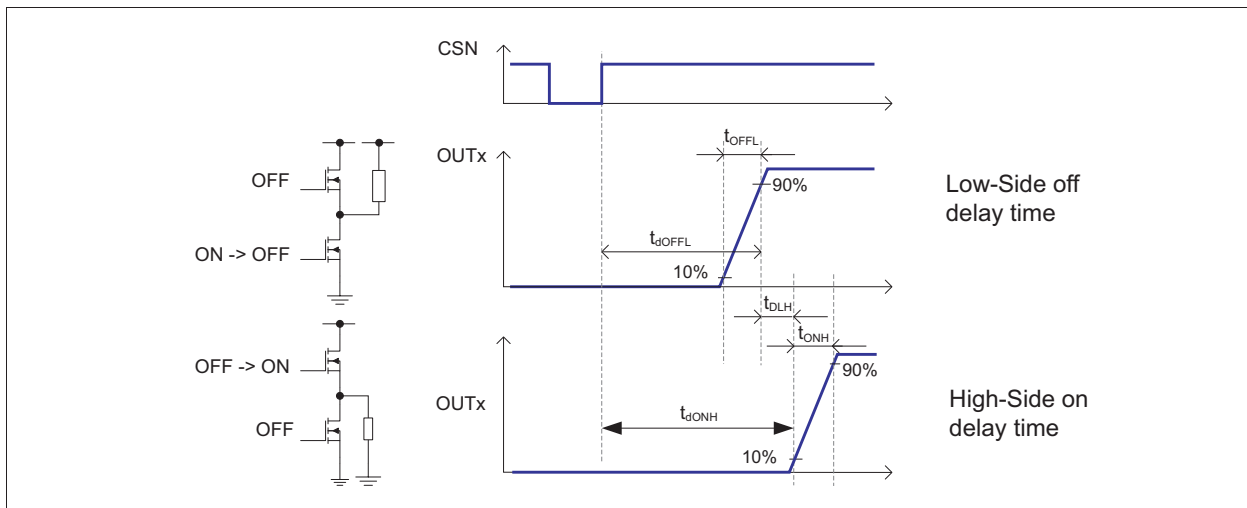 CSN
OUTx
tOFFL
90%
tdOFFL
10%
Low-Side off
delay time
OFF
ON -> OFF
tDLH
tONH
OUTx
90%
tdONH
10%
High-Side on
delay time
OFF -> ON
OFF